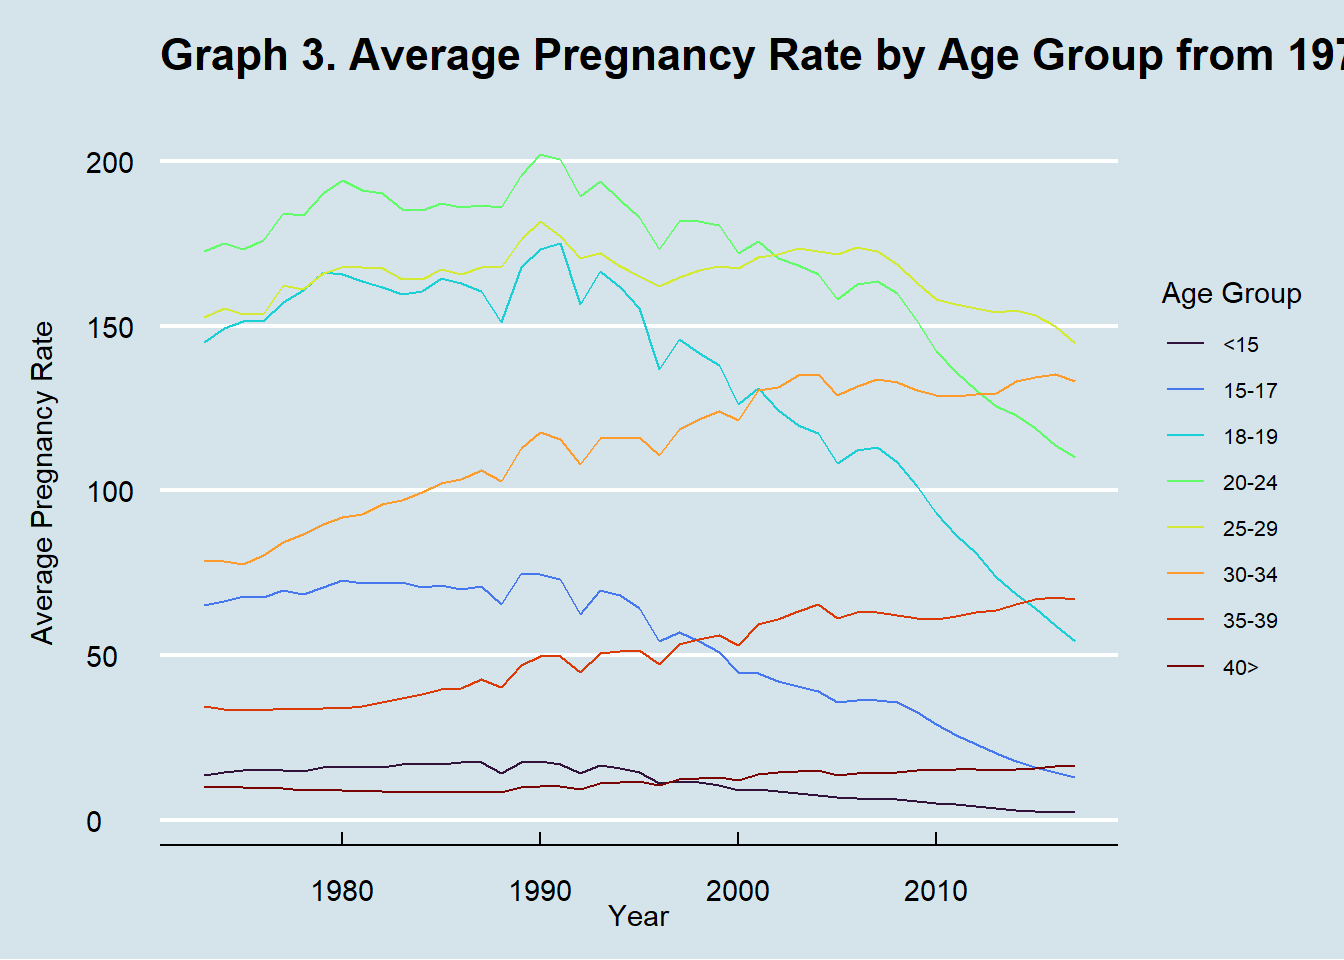 Graph 3. Average Pregnancy Rate by Age Group from 197
200
150
100
50
0
Average Pregnancy Rate
1980 1990 2000 2010
Year
Age Group
<15
15-17
18-19
20-24
25-29
30-34
35-39
40>